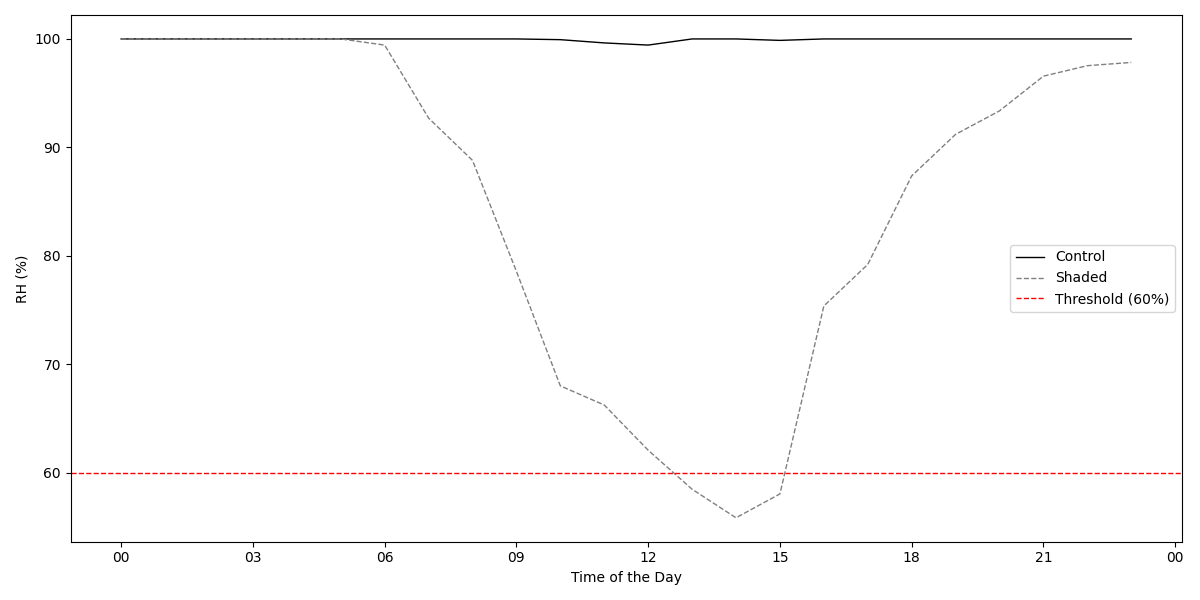 100
90
80
70
60
RH (%)
Control
Shaded
Threshold (60%)
00 03 06 09 12 15 18 21 00
Time of the Day